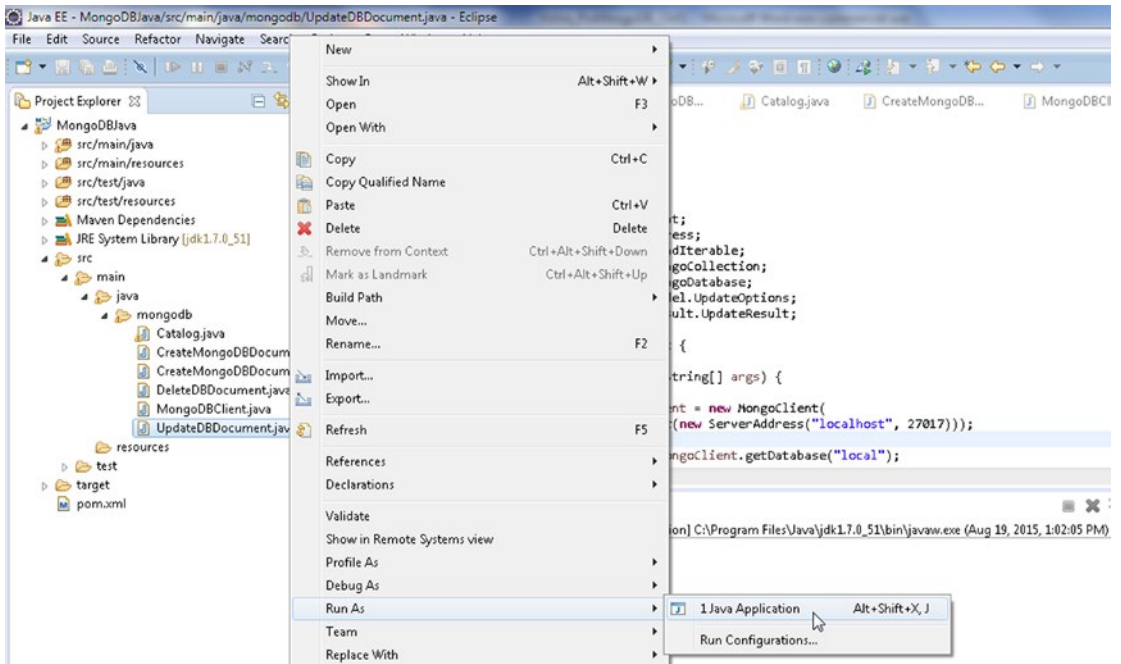 Java EE - MongoDBJava/src/main/java/mongodb/UpdateDBDocument.java - Eclipse
File Edit Source Refactor Navigate Searc
Project Explorer
MongoDBJava
src/main/java
src/main/resources
src/test/java
src/test/resources
Maven Dependencies
JRE System Library [jdk1.7.0_51]
src
main
java
mongodb
Catalog.java
CreateMongoDBDocum
CreateMongoDBDocum
DeleteDBDocument.java
MongoDBClient.java
UpdateDBDocument.jav
resources
test
target
pom.xml
New
Show In Alt+Shift+W
Open F3
Open With
Copy Ctrl+C
Copy Qualified Name
Paste Ctrl+V
Delete Delete
Remove from Context Ctrl+Alt+Shift+Down
Mark as Landmark Ctrl+Alt+Shift+Up
Build Path
Move...
Rename... F2
Import...
Export...
Refresh F5
References
Declarations
Validate
Show in Remote Systems view
Profile As
Debug As
Run As
Team
Replace With
1 Java Application Alt+Shift+X, J
Run Configurations...
oDB... Catalog.java CreateMongoDB... MongoDBCl
t;
ess;
dIterable;
goCollection;
goDatabase;
el.UpdateOptions;
ult.UpdateResult;
{
tring[] args) {
nt = new MongoClient(
(new ServerAddress("localhost", 27017)));
ngoClient.getDatabase("local");
on] C:\Program Files\Java\jdk1.7.0_51\bin\javaw.exe (Aug 19, 2015, 1:02:05 PM)